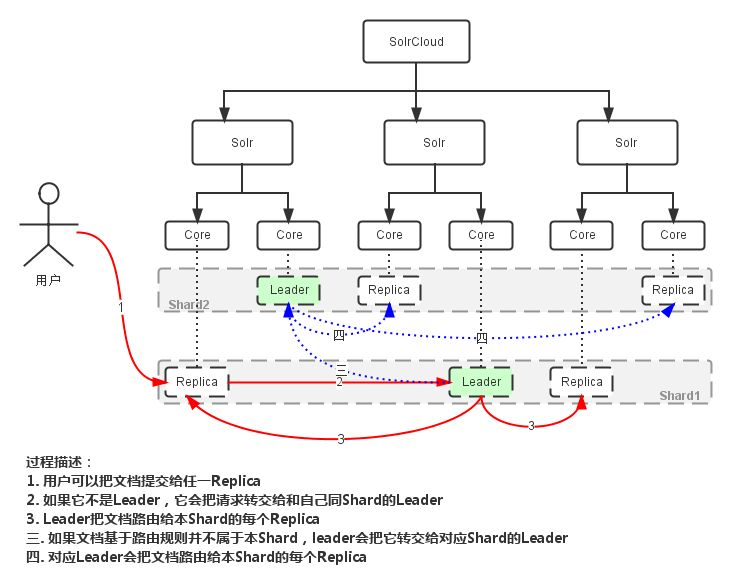 SolrCloud
Solr
Solr
Solr
Core
Core
Core
Core
Core
Core
用户
Leader
Replica
Replica
Shard2
1
四
四
三
Replica
2
Leader
Replica
Shard1
3
3
过程描述：
1. 用户可以把文档提交给任一Replica
2. 如果它不是Leader，它会把请求转交给和自己同Shard的Leader
3. Leader把文档路由给本Shard的每个Replica
三. 如果文档基于路由规则并不属于本Shard，leader会把它转交给对应Shard的Leader
四. 对应Leader会把文档路由给本Shard的每个Replica